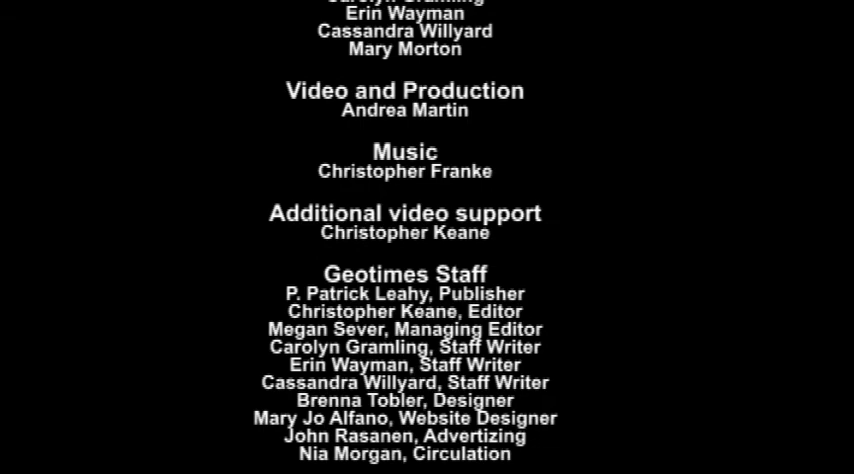 Carolyn Gramling
Erin Wayman
Cassandra Willyard
Mary Morton
Video and Production
Andrea Martin
Music
Christopher Franke
Additional video support
Christopher Keane
Geotimes Staff
P. Patrick Leahy, Publisher
Christopher Keane, Editor
Megan Sever, Managing Editor
Carolyn Gramling, Staff Writer
Erin Wayman, Staff Writer
Cassandra Willyard, Staff Writer
Brenna Tobler, Designer
Mary Jo Alfano, Website Designer
John Rasanen, Advertizing
Nia Morgan, Circulation